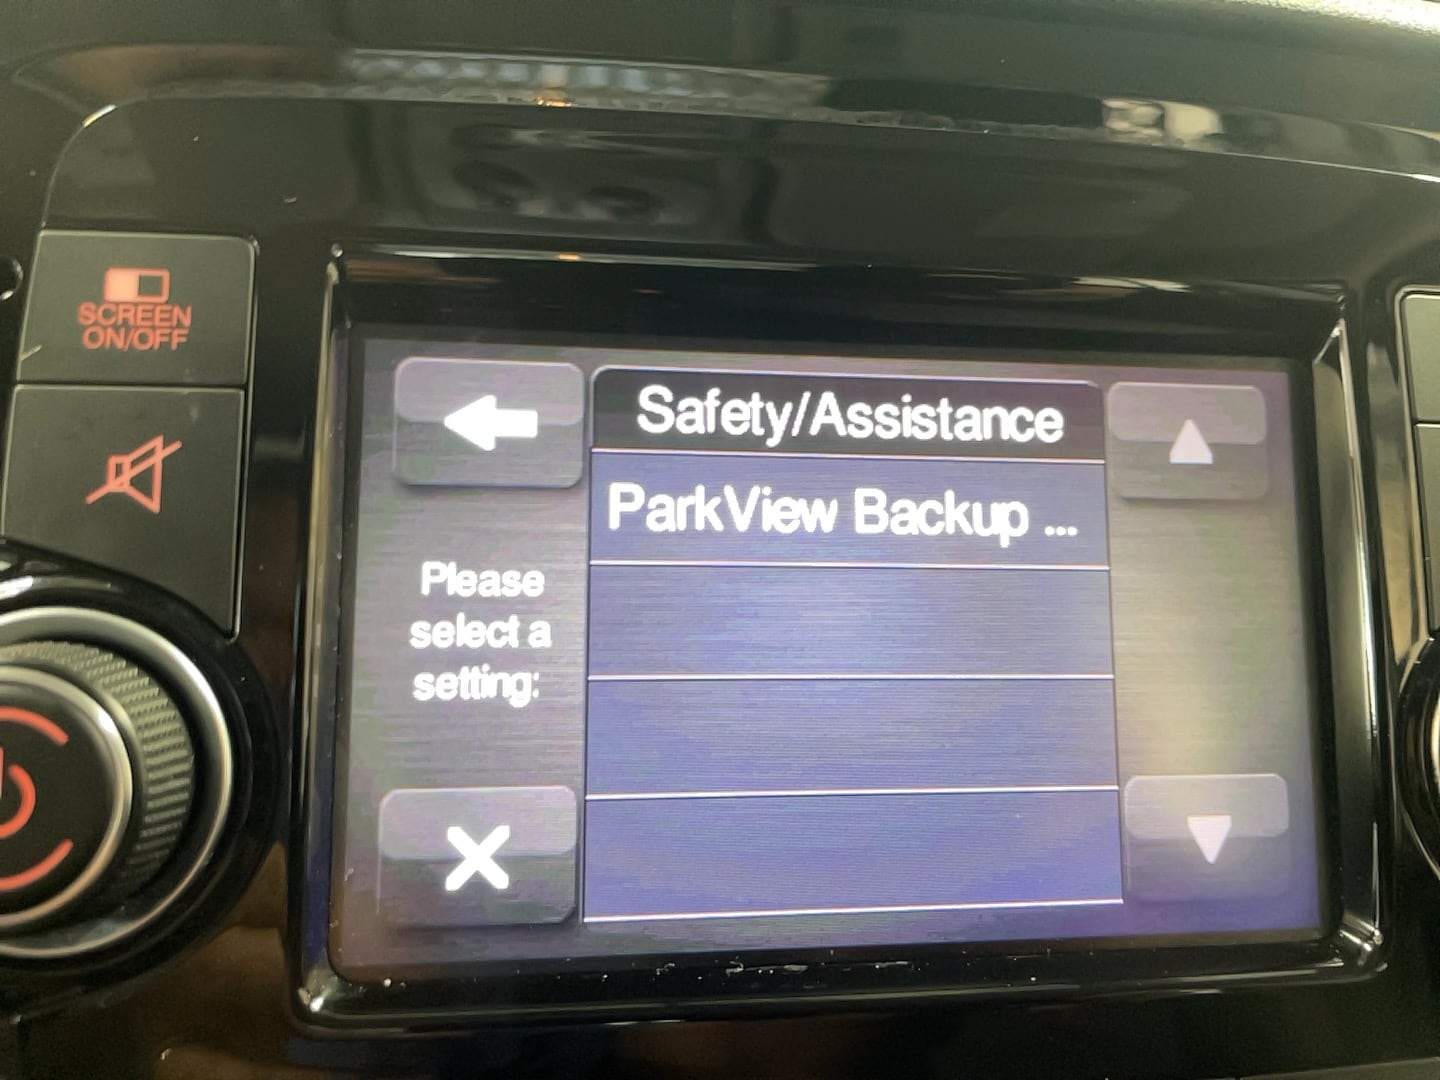 SCREEN
ON/OFF
Safety/Assistance
ParkView Backup ...
Please
select a
setting: